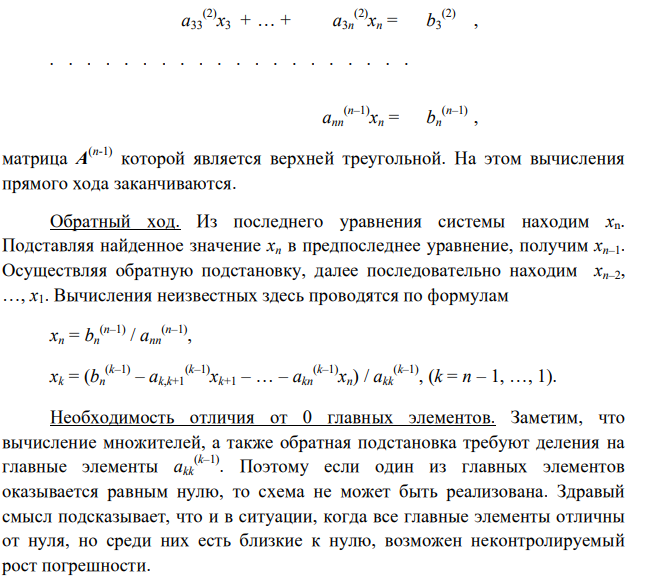 a33^(2)x3 + … + a3n^(2)xn = b3^(2) ,
. . . . . . . . . . . . . . . . . . . .
ann^(n–1)xn = bn^(n–1) ,
матрица A^(n-1) которой является верхней треугольной. На этом вычисления
прямого хода заканчиваются.
Обратный ход. Из последнего уравнения системы находим xn.
Подставляя найденное значение xn в предпоследнее уравнение, получим xn–1.
Осуществляя обратную подстановку, далее последовательно находим xn–2,
…, x1. Вычисления неизвестных здесь проводятся по формулам
xn = bn^(n–1) / ann^(n–1),
xk = (bn^(k–1) – ak,k+1^(k–1)xk+1 – … – akn^(k–1)xn) / akk^(k–1), (k = n – 1, …, 1).
Необходимость отличия от 0 главных элементов. Заметим, что
вычисление множителей, а также обратная подстановка требуют деления на
главные элементы akk^(k–1). Поэтому если один из главных элементов
оказывается равным нулю, то схема не может быть реализована. Здравый
смысл подсказывает, что и в ситуации, когда все главные элементы отличны
от нуля, но среди них есть близкие к нулю, возможен неконтролируемый
рост погрешности.